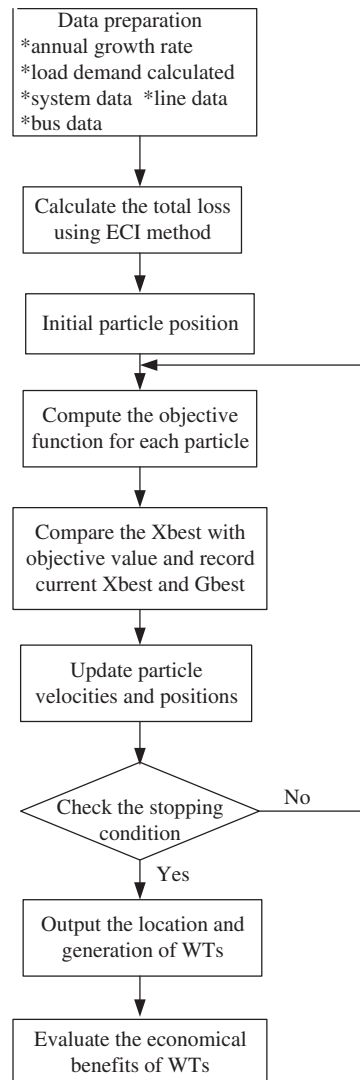 Data preparation
*annual growth rate
*load demand calculated
*system data *line data
*bus data
Calculate the total loss
using ECI method
Initial particle position
Compute the objective
function for each particle
Compare the Xbest with
objective value and record
current Xbest and Gbest
Update particle
velocities and positions
Check the stopping
condition
No
Yes
Output the location and
generation of WTs
Evaluate the economical
benefits of WTs